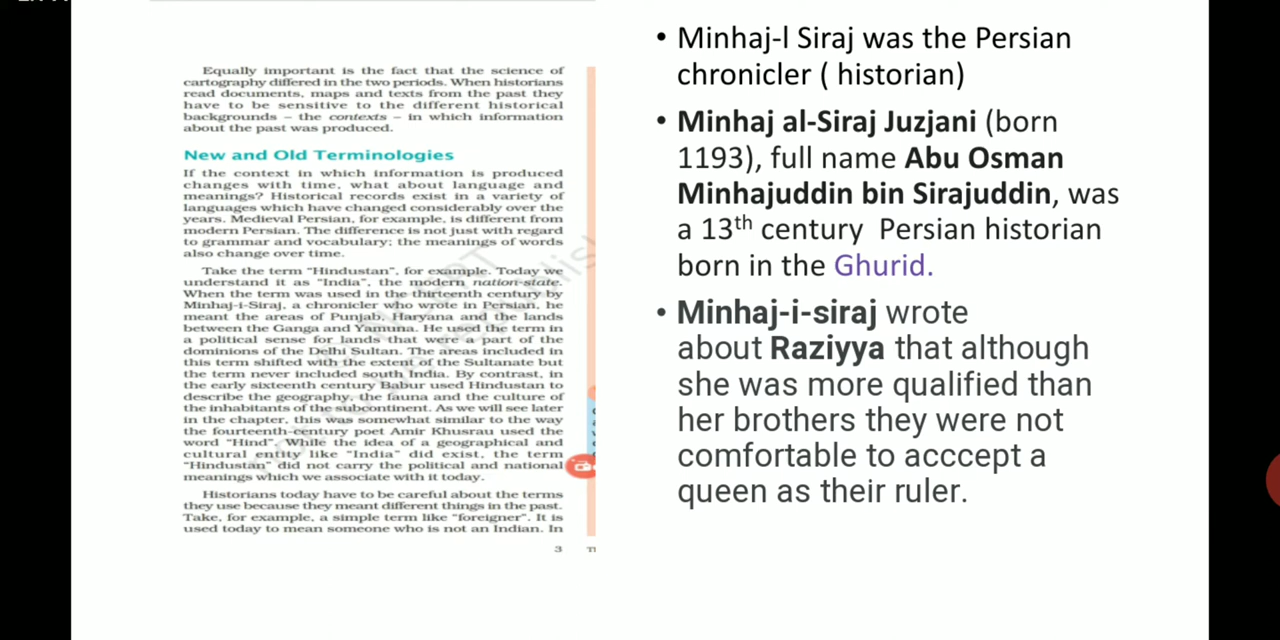 Equally important is the fact that the science of
cartography differed in the two periods. When historians
read documents, maps and texts from the past they
have to be sensitive to the different historical
backgrounds – the contexts – in which information
about the past was produced.
New and Old Terminologies
If the context in which information is produced
changes with time, what about language and
meanings? Historical records exist in a variety of
languages which have changed considerably over the
years. Medieval Persian, for example, is different from
modern Persian. The difference is not just with regard
to grammar and vocabulary; the meanings of words
also change over time.
Take the term "Hindustan", for example. Today we
understand it as "India", the modern nation-state.
When the term was used in the thirteenth century by
Minhaj-i-Siraj, a chronicler who wrote in Persian, he
meant the areas of Punjab, Haryana and the lands
between the Ganga and Yamuna. He used the term in
a political sense for lands that were a part of the
dominions of the Delhi Sultan. The areas included in
this term shifted with the extent of the Sultanate but
the term never included south India. By contrast, in
the early sixteenth century Babur used Hindustan to
describe the geography, the fauna and the culture of
the inhabitants of the subcontinent. As we will see later
in the chapter, this was somewhat similar to the way
the fourteenth-century poet Amir Khusrau used the
word "Hind". While the idea of a geographical and
cultural entity like "India" did exist, the term
"Hindustan" did not carry the political and national
meanings which we associate with it today.
Historians today have to be careful about the terms
they use because they meant different things in the past.
Take, for example, a simple term like "foreigner". It is
used today to mean someone who is not an Indian. In
3
• Minhaj-l Siraj was the Persian
chronicler ( historian)
• Minhaj al-Siraj Juzjani (born
1193), full name Abu Osman
Minhajuddin bin Sirajuddin, was
a 13th century Persian historian
born in the Ghurid.
• Minhaj-i-siraj wrote
about Raziyya that although
she was more qualified than
her brothers they were not
comfortable to acccept a
queen as their ruler.